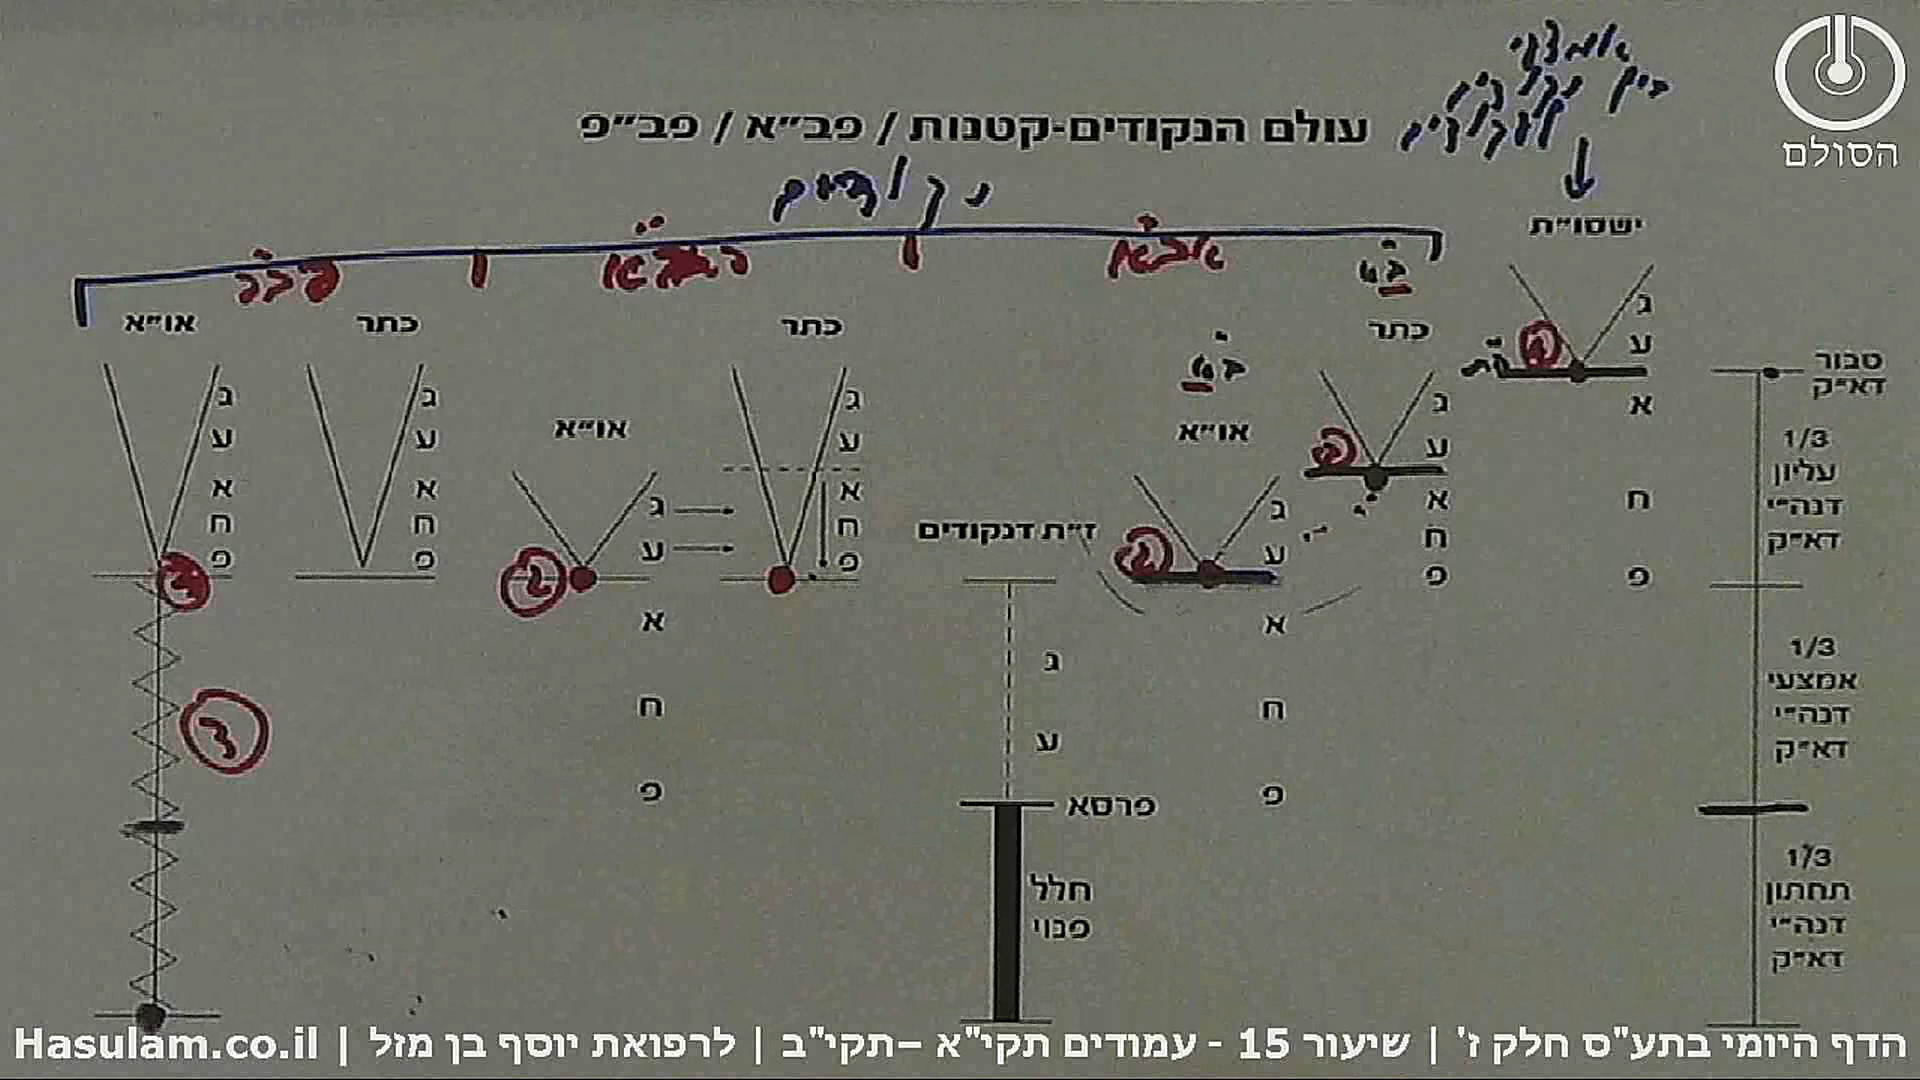 הסולם
עולם הנקודים-קטנות / פב״א / פב״פ
נקודים
ישסו״ת
כתר
או״א
כתר
או״א
כתר
או״א
ג
ע
א
ח
פ
ג
ע
א
ח
פ
ג
ע
א
ח
פ
ג
ע
א
ח
פ
ג
ע
א
ח
פ
ג
ע
א
ח
פ
ג
ע
א
ח
פ
ז״ת דנקודים
ג
ע
פרסא
חלל
פנוי
טבור
דא״ק
1/3
עליון
דנה״י
דא״ק
1/3
אמצעי
דנה״י
דא״ק
1/3
תחתון
דנה״י
דא״ק
הדף היומי בתע"ס חלק ז' | שיעור 15 - עמודים תקי"א –תקי"ב | לרפואת יוסף בן מזל | Hasulam.co.il